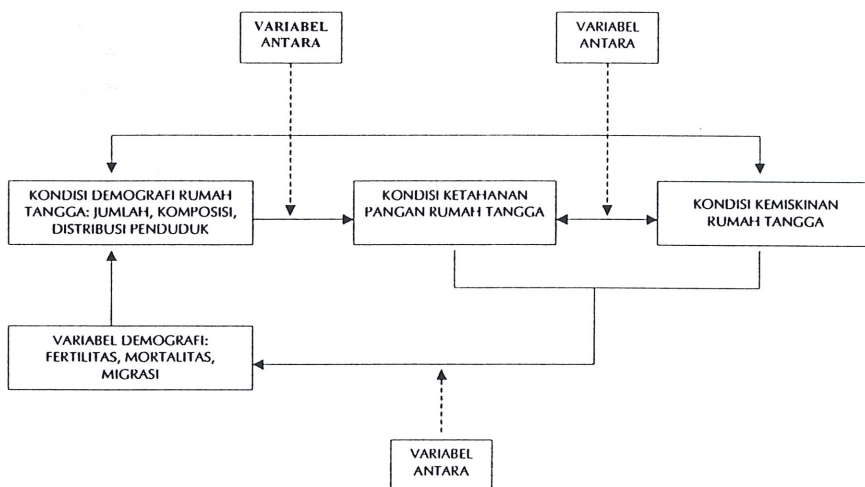 VARIABEL
ANTARA
VARIABEL
ANTARA
KONDISI DEMOGRAFI RUMAH
TANGGA: JUMLAH, KOMPOSISI,
DISTRIBUSI PENDUDUK
KONDISI KETAHANAN
PANGAN RUMAH TANGGA
KONDISI KEMISKINAN
RUMAH TANGGA
VARIABEL DEMOGRAFI:
FERTILITAS, MORTALITAS,
MIGRASI
VARIABEL
ANTARA